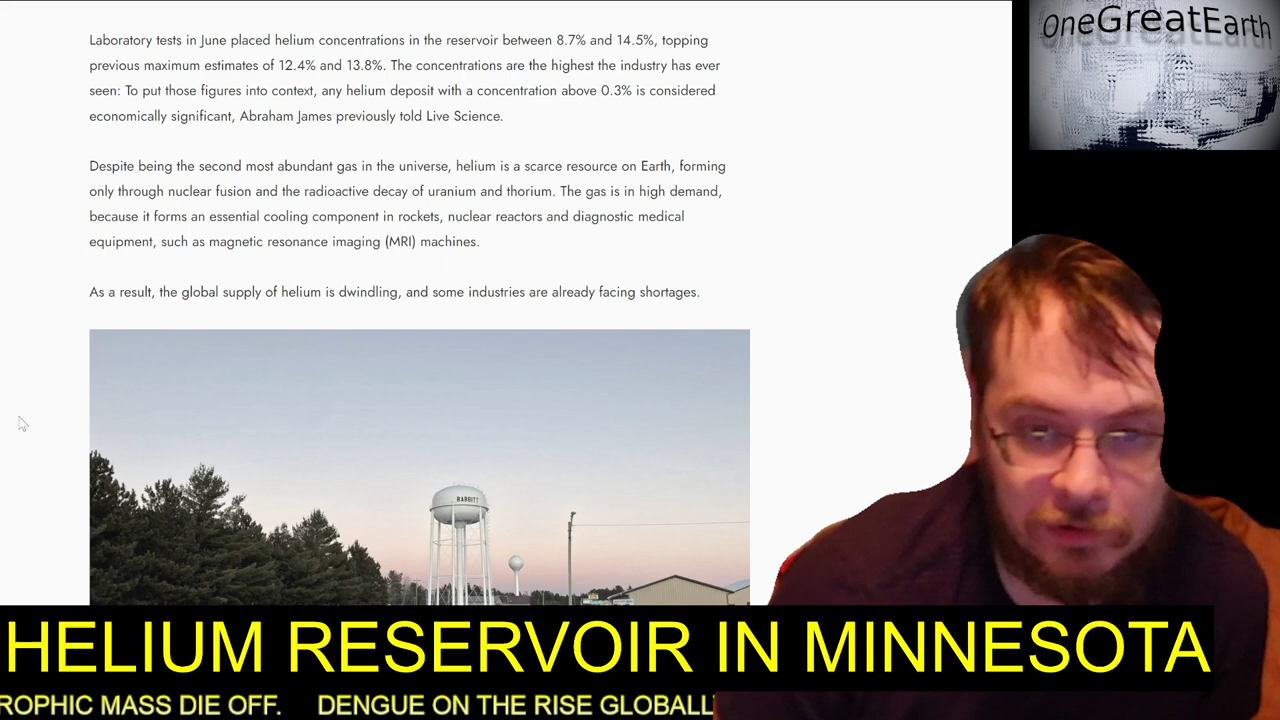 Laboratory tests in June placed helium concentrations in the reservoir between 8.7% and 14.5%, topping
previous maximum estimates of 12.4% and 13.8%. The concentrations are the highest the industry has ever
seen: To put those figures into context, any helium deposit with a concentration above 0.3% is considered
economically significant, Abraham James previously told Live Science.
Despite being the second most abundant gas in the universe, helium is a scarce resource on Earth, forming
only through nuclear fusion and the radioactive decay of uranium and thorium. The gas is in high demand,
because it forms an essential cooling component in rockets, nuclear reactors and diagnostic medical
equipment, such as magnetic resonance imaging (MRI) machines.
As a result, the global supply of helium is dwindling, and some industries are already facing shortages.
OneGreatEarth
BABBITT
HELIUM RESERVOIR IN MINNESOTA
ROPHIC MASS DIE OFF. DENGUE ON THE RISE GLOBALL